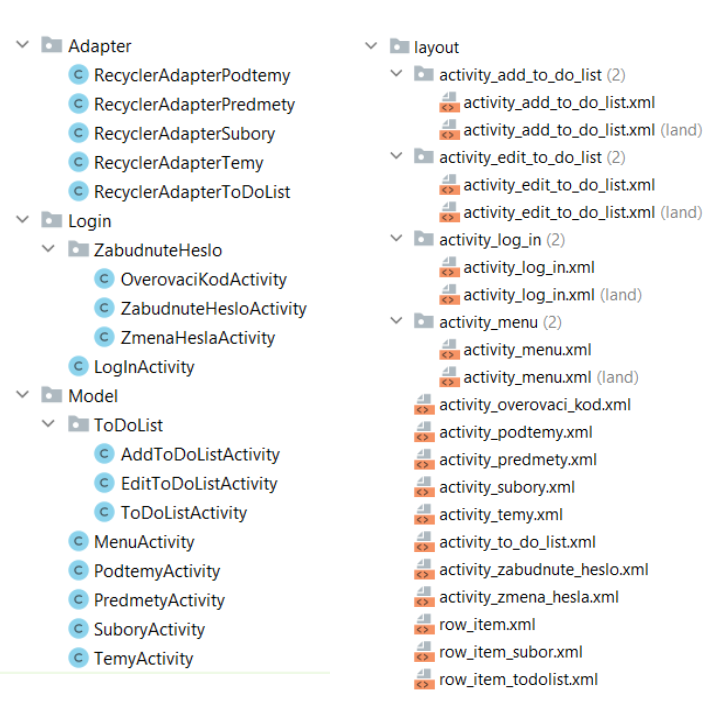 Adapter
RecyclerAdapterPodtemy
RecyclerAdapterPredmety
RecyclerAdapterSubory
RecyclerAdapterTemy
RecyclerAdapterToDoList
Login
ZabudnuteHeslo
OverovaciKodActivity
ZabudnuteHesloActivity
ZmenaHeslaActivity
LogInActivity
Model
ToDoList
AddToDoListActivity
EditToDoListActivity
ToDoListActivity
MenuActivity
PodtemyActivity
PredmetyActivity
SuboryActivity
TemyActivity
layout
activity_add_to_do_list (2)
activity_add_to_do_list.xml
activity_add_to_do_list.xml (land)
activity_edit_to_do_list (2)
activity_edit_to_do_list.xml
activity_edit_to_do_list.xml (land)
activity_log_in (2)
activity_log_in.xml
activity_log_in.xml (land)
activity_menu (2)
activity_menu.xml
activity_menu.xml (land)
activity_overovaci_kod.xml
activity_podtemy.xml
activity_predmety.xml
activity_subory.xml
activity_temy.xml
activity_to_do_list.xml
activity_zabudnute_heslo.xml
activity_zmena_hesla.xml
row_item.xml
row_item_subor.xml
row_item_todolist.xml